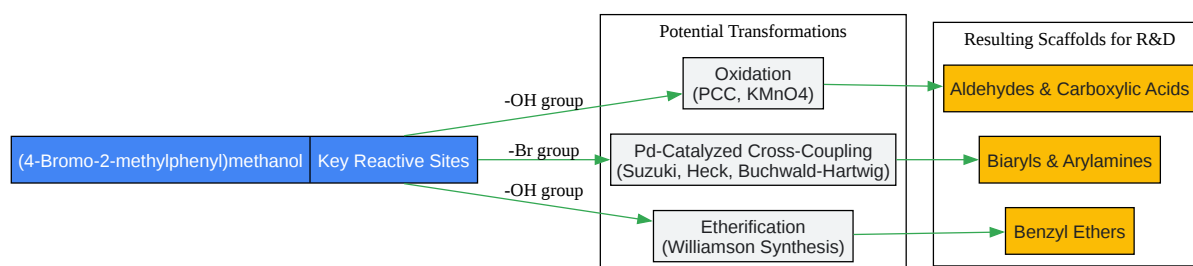 Potential Transformations
Resulting Scaffolds for R&D
Oxidation
(PCC, KMnO4)
Aldehydes & Carboxylic Acids
-OH group
(4-Bromo-2-methylphenyl)methanol
Key Reactive Sites
-Br group
Pd-Catalyzed Cross-Coupling
(Suzuki, Heck, Buchwald-Hartwig)
Biaryls & Arylamines
-OH group
Etherification
(Williamson Synthesis)
Benzyl Ethers